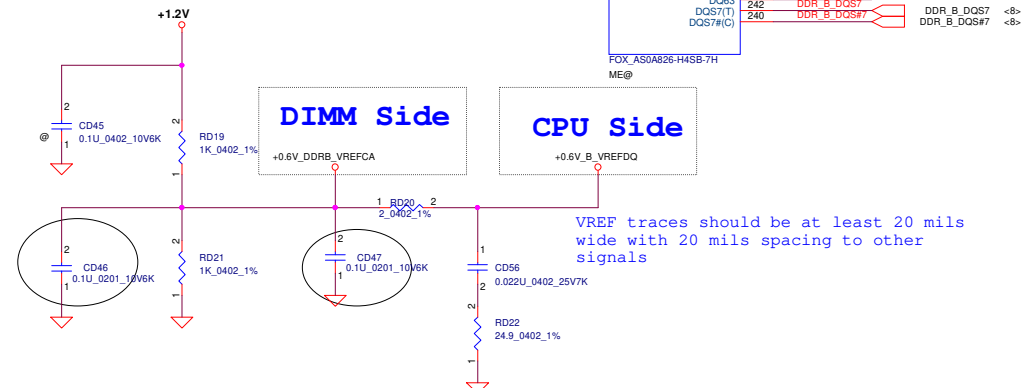 DQ63
DQS7(T)
DQS7#(C)
242
240
DDR_B_DQS7
DDR_B_DQS#7
DDR_B_DQS7 <8>
DDR_B_DQS#7 <8>
FOX_AS0A826-H4SB-7H
ME@
+1.2V
2
CD45
0.1U_0402_10V6K
@
1
2
RD19
1K_0402_1%
1
DIMM Side
+0.6V_DDRB_VREFCA
CPU Side
+0.6V_B_VREFDQ
1
RD20
2
2_0402_1%
VREF traces should be at least 20 mils
wide with 20 mils spacing to other
signals
2
CD46
0.1U_0201_10V6K
1
2
RD21
1K_0402_1%
1
2
CD47
0.1U_0201_10V6K
1
1
CD56
0.022U_0402_25V7K
2
2
RD22
24.9_0402_1%
1